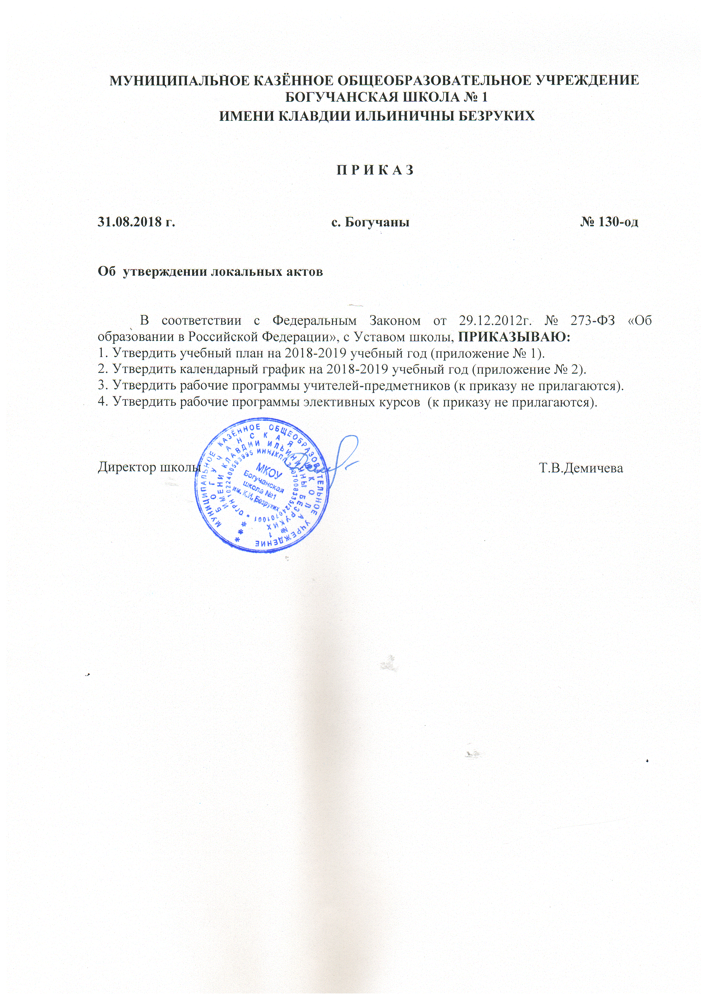 МУНИЦИПАЛЬНОЕ КАЗЁННОЕ ОБЩЕОБРАЗОВАТЕЛЬНОЕ УЧРЕЖДЕНИЕ
БОГУЧАНСКАЯ ШКОЛА № 1
ИМЕНИ КЛАВДИИ ИЛЬИНИЧНЫ БЕЗРУКИХ
П Р И К А З
31.08.2018 г. с. Богучаны № 130-од
Об утверждении локальных актов
В соответствии с Федеральным Законом от 29.12.2012г. № 273-ФЗ «Об
образовании в Российской Федерации», с Уставом школы, ПРИКАЗЫВАЮ:
1. Утвердить учебный план на 2018-2019 учебный год (приложение № 1).
2. Утвердить календарный график на 2018-2019 учебный год (приложение № 2).
3. Утвердить рабочие программы учителей-предметников (к приказу не прилагаются).
4. Утвердить рабочие программы элективных курсов (к приказу не прилагаются).
Директор школы Т.В.Демичева
МУНИЦИПАЛЬНОЕ КАЗЁННОЕ ОБЩЕОБРАЗОВАТЕЛЬНОЕ УЧРЕЖДЕНИЕ
БОГУЧАНСКАЯ ШКОЛА № 1
ИМЕНИ КЛАВДИИ ИЛЬИНИЧНЫ БЕЗРУКИХ
ОГРН 1022400593995 ИНН/КПП 2407008335/240701001
МКОУ
Богучанская
школа №1
им. К.И. Безруких